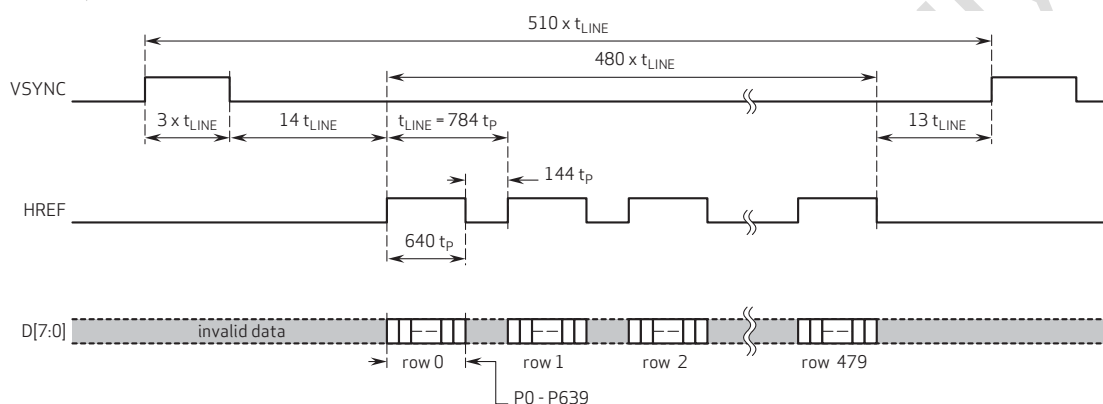 510 x tLINE
480 x tLINE
VSYNC
3 x tLINE
14 tLINE
tLINE = 784 tP
13 tLINE
144 tP
HREF
640 tP
D[7:0]
invalid data
row 0
row 1
row 2
row 479
P0 - P639